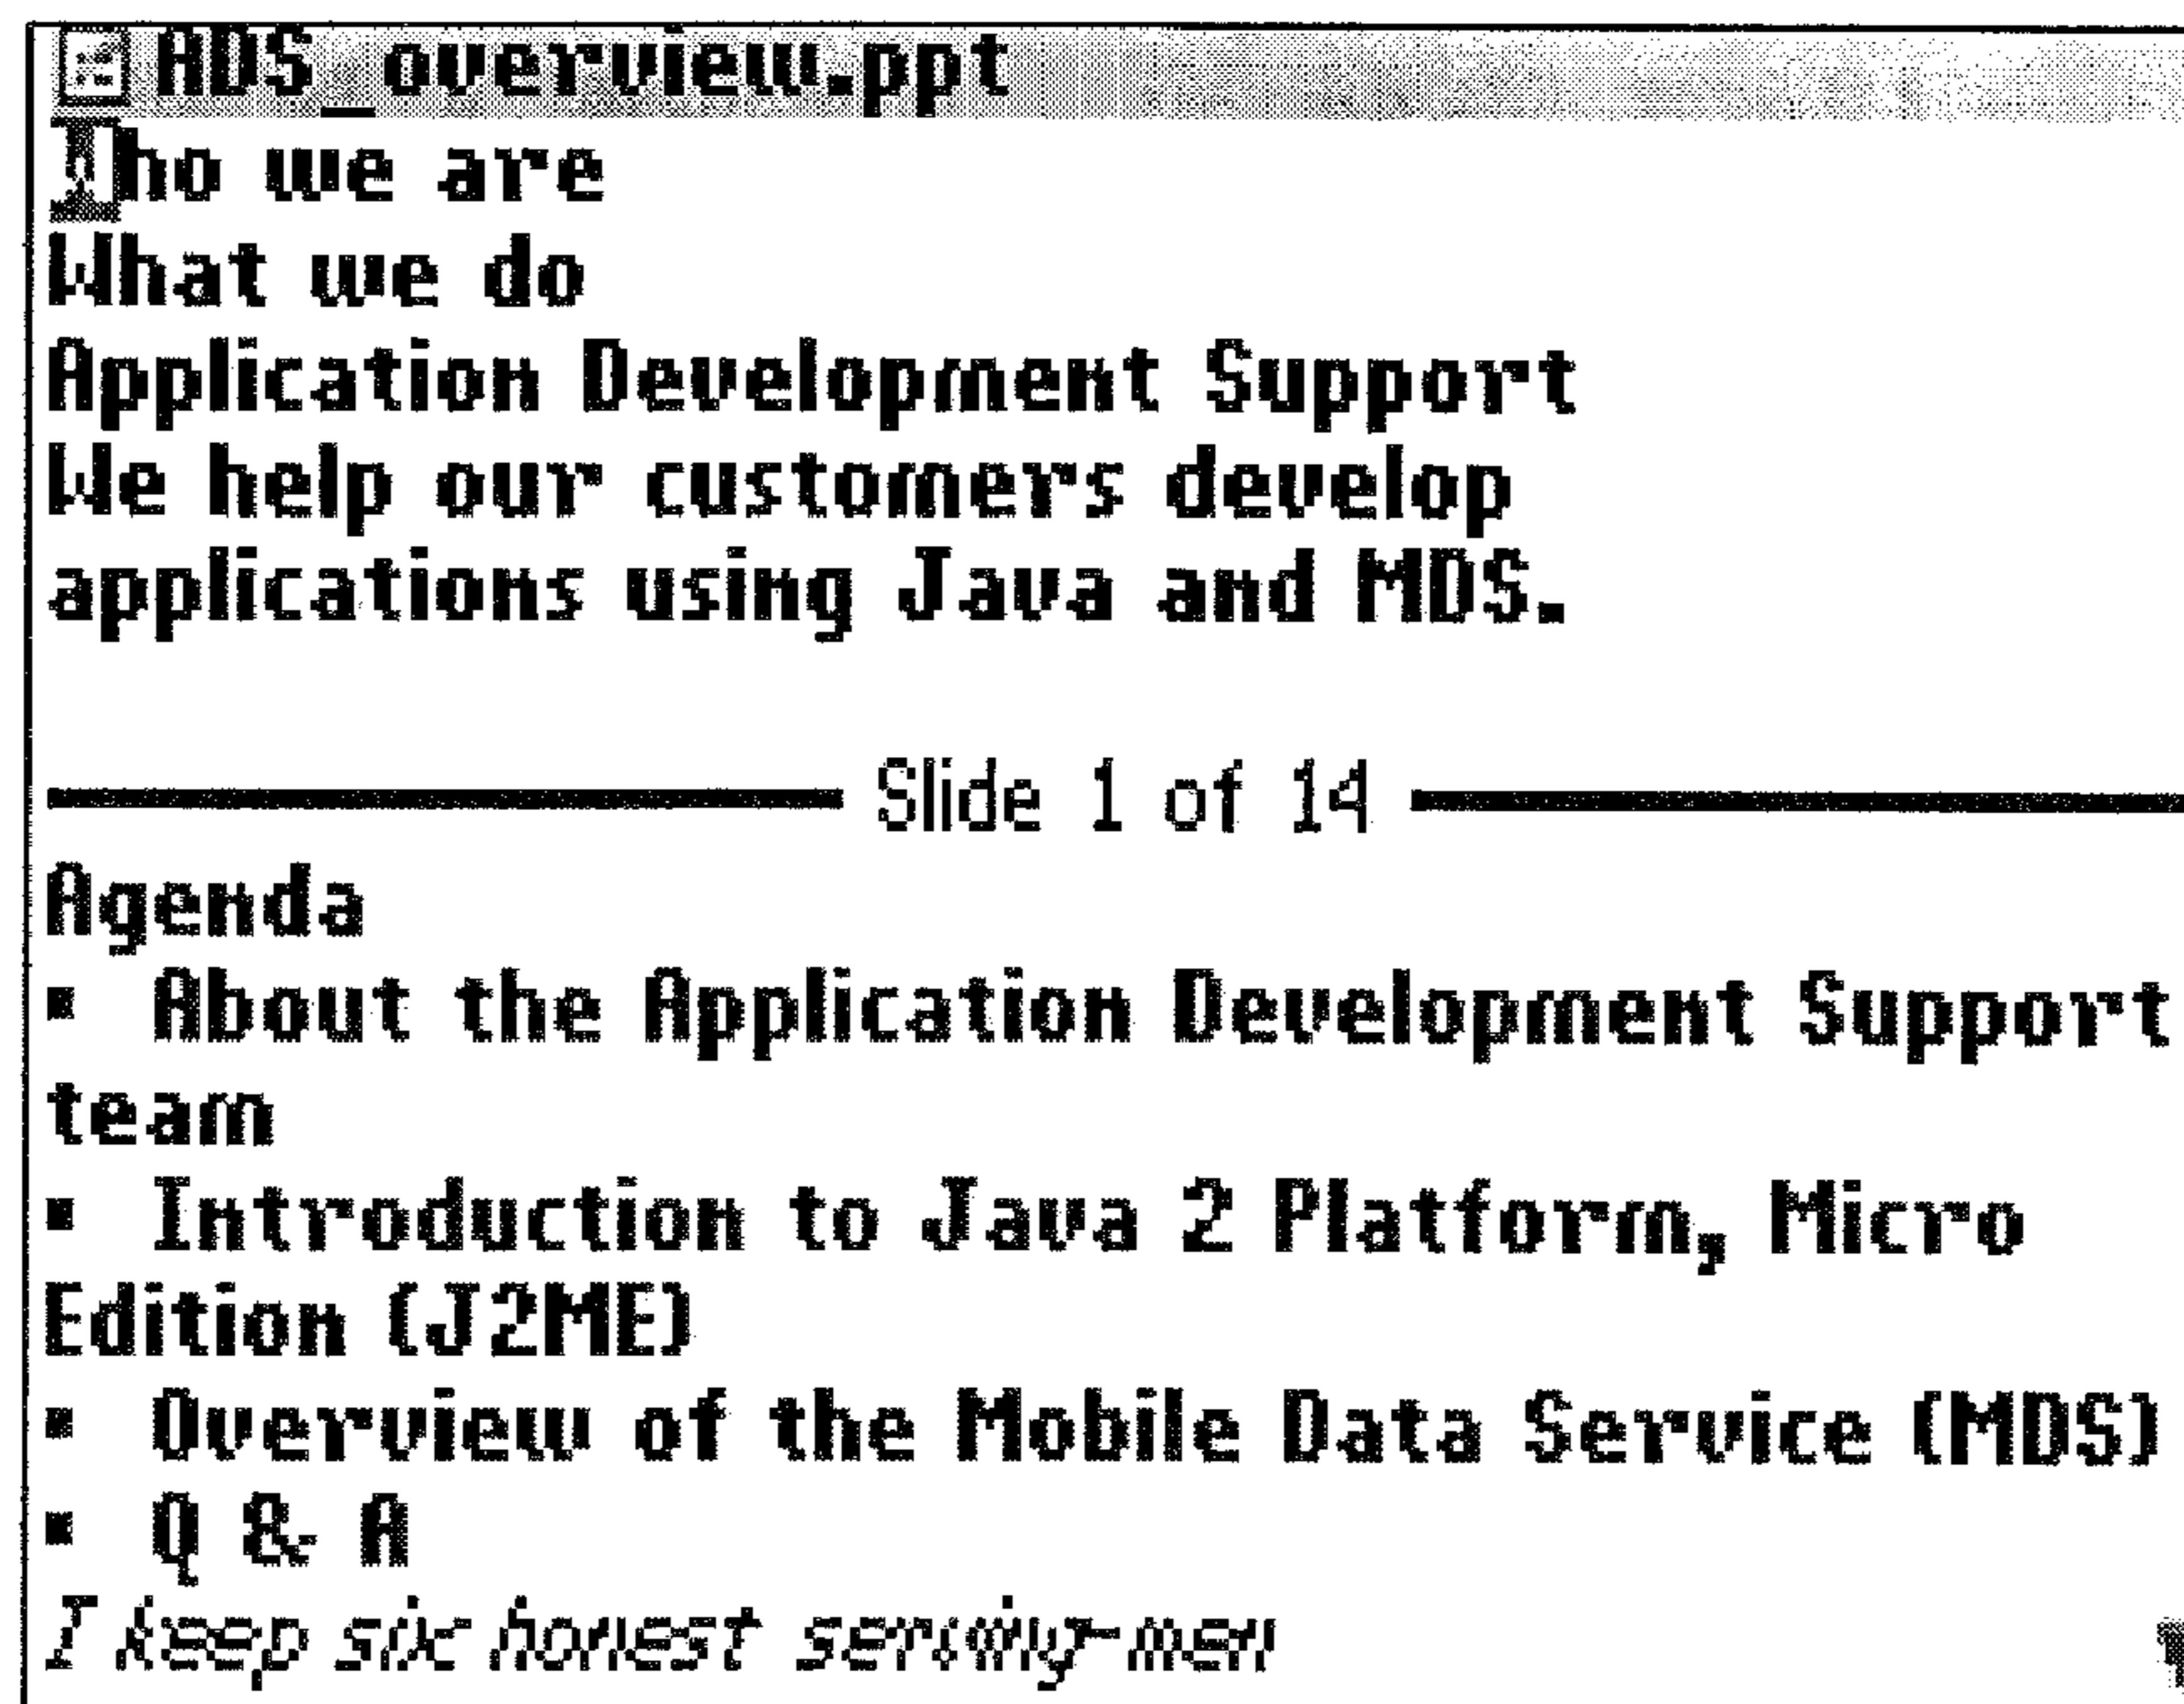 ADS_overview.ppt
Who we are
What we do
Application Development Support
We help our customers develop
applications using Java and MDS.
Slide 1 of 14
Agenda
▪ About the Application Development Support
team
▪ Introduction to Java 2 Platform, Micro
Edition (J2ME)
▪ Overview of the Mobile Data Service (MDS)
▪ Q & A
I keep six honest serving-men